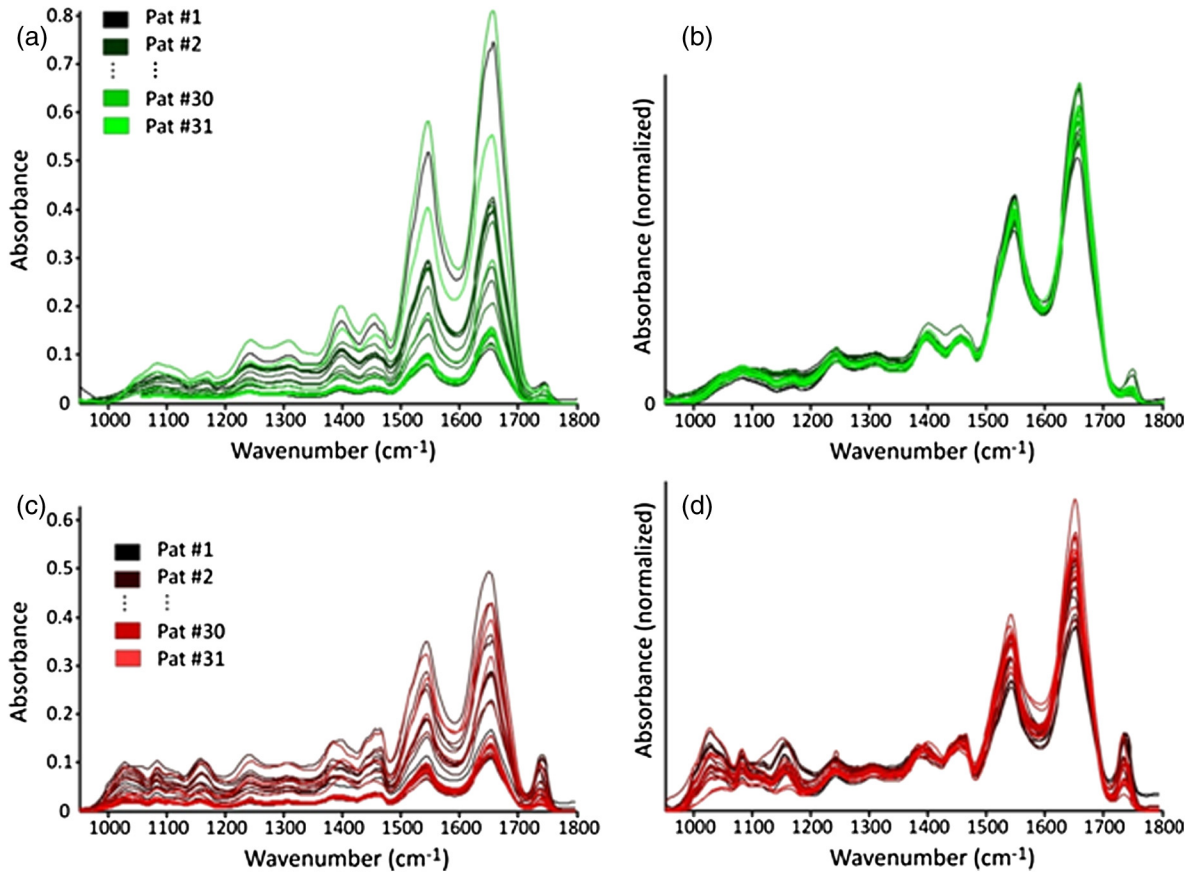 (a)
Pat #1
Pat #2
Pat #30
Pat #31
0.8
0.7
0.6
0.5
0.4
0.3
0.2
0.1
0
Absorbance
1000 1100 1200 1300 1400 1500 1600 1700 1800
Wavenumber (cm-1)
(b)
Absorbance (normalized)
0
1000 1100 1200 1300 1400 1500 1600 1700 1800
Wavenumber (cm-1)
(c)
Pat #1
Pat #2
Pat #30
Pat #31
0.6
0.5
0.4
0.3
0.2
0.1
0
Absorbance
1000 1100 1200 1300 1400 1500 1600 1700 1800
Wavenumber (cm-1)
(d)
Absorbance (normalized)
0
1000 1100 1200 1300 1400 1500 1600 1700 1800
Wavenumber (cm-1)